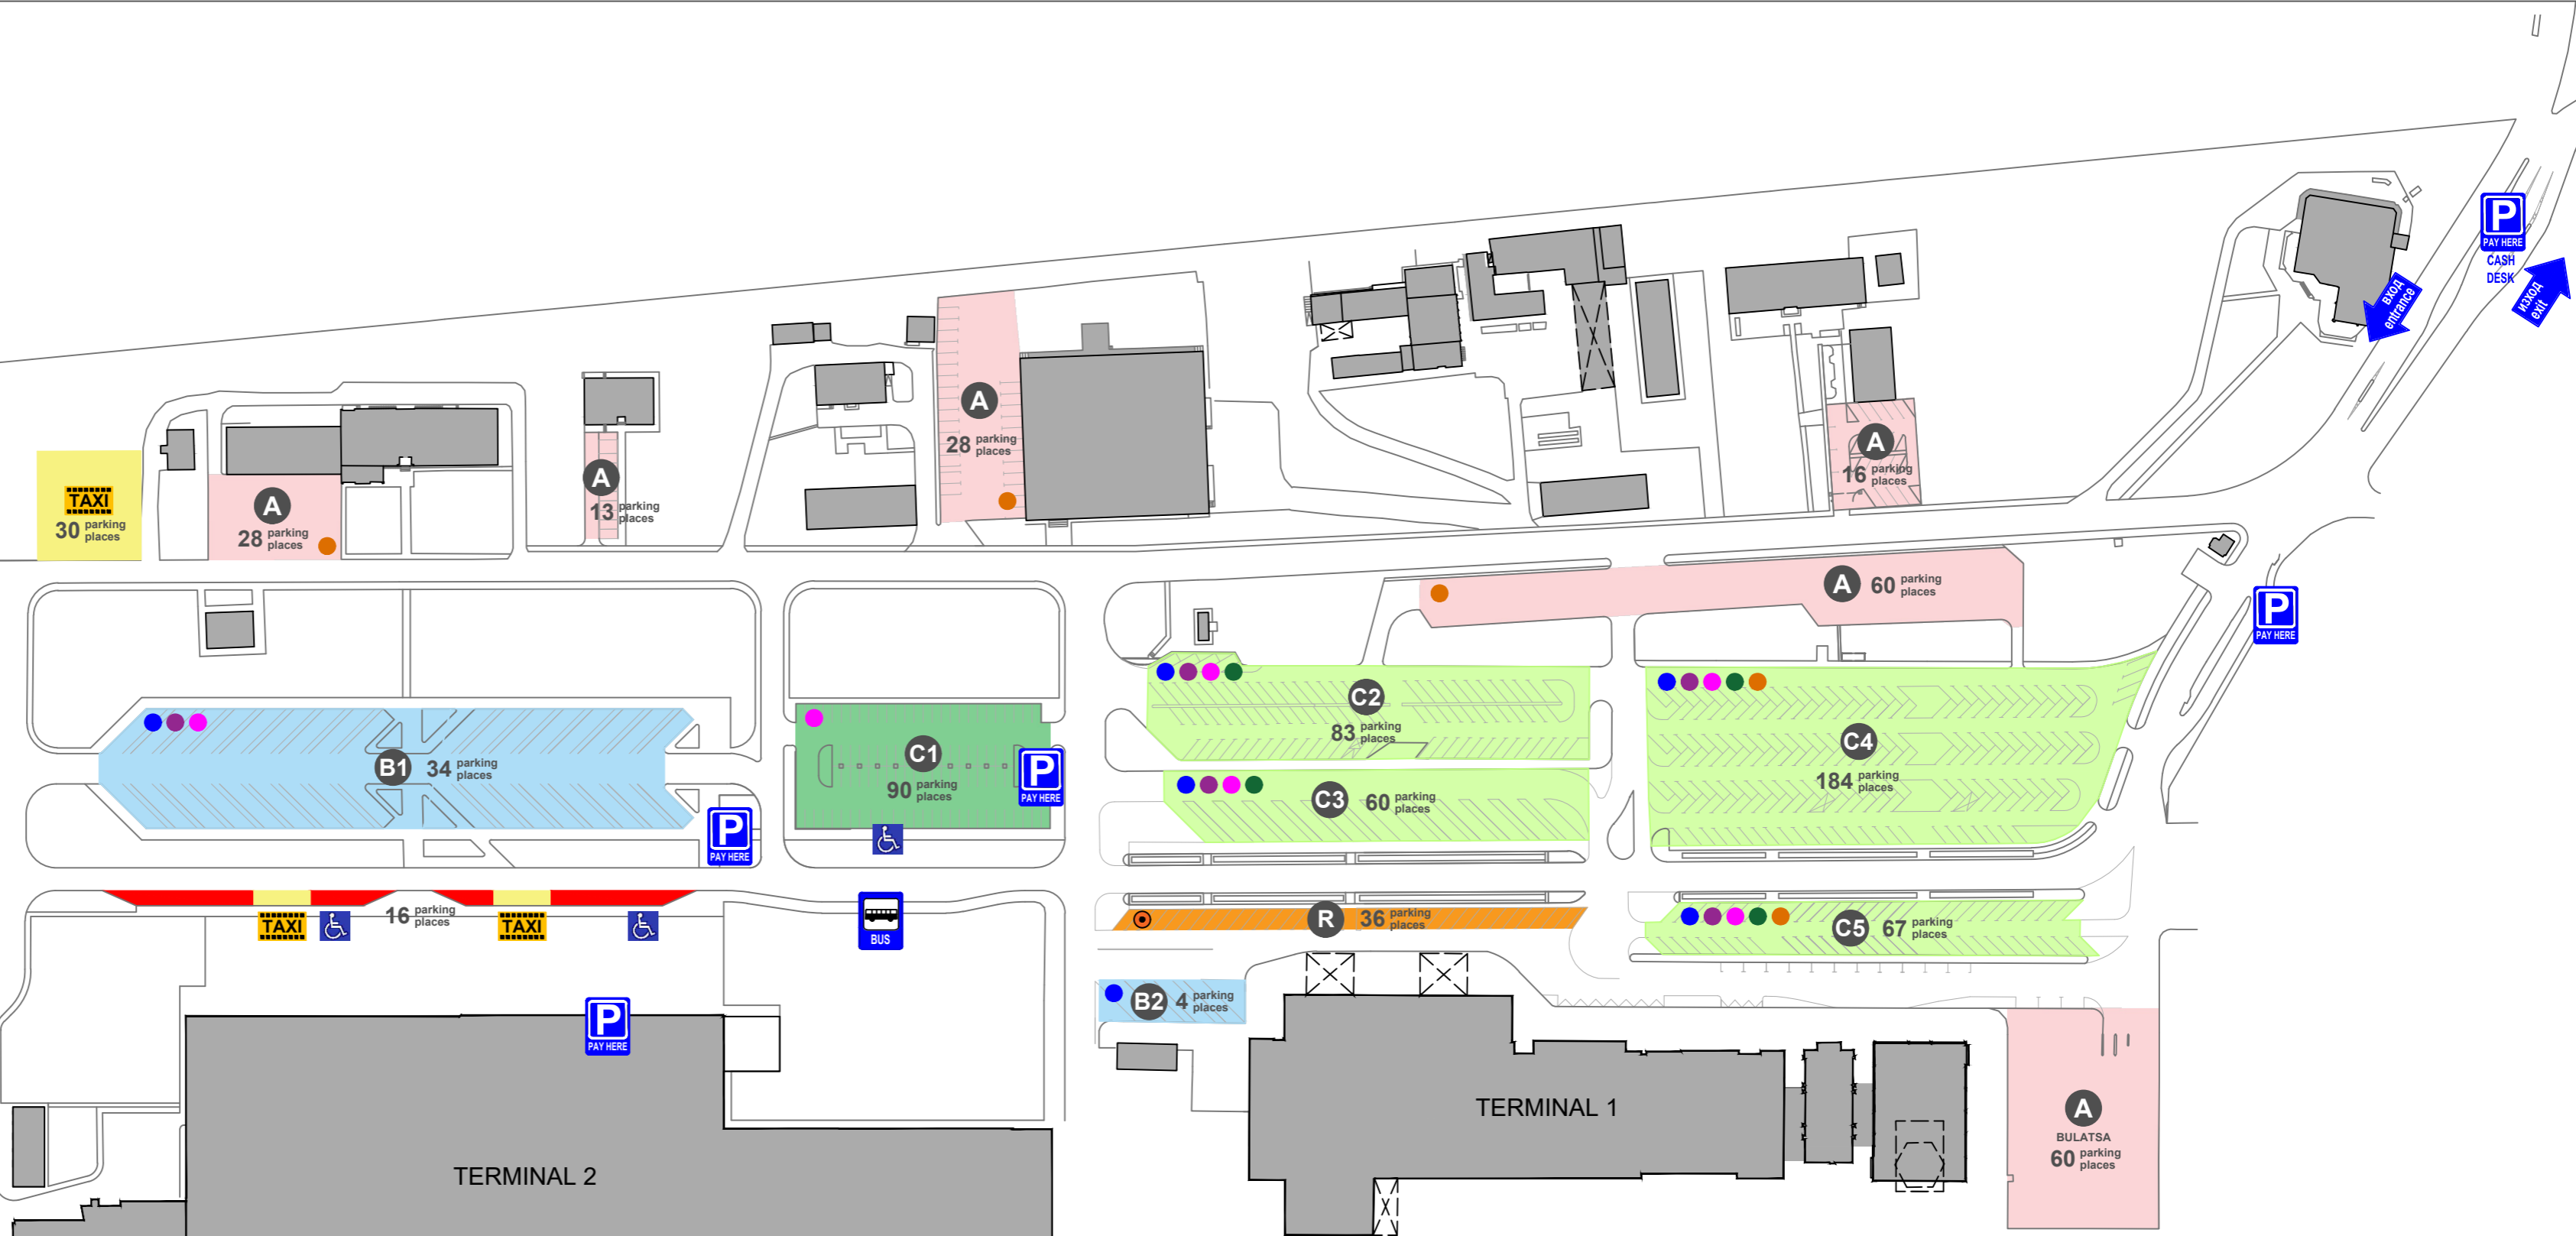 P
PAY HERE
CASH
DESK
вход
entrance
изход
exit
A
28 parking
places
A
16 parking
places
A
13 parking
places
TAXI
30 parking
places
A
28 parking
places
A 60 parking
places
P
PAY HERE
C2
83 parking
places
C4
184 parking
places
B1 34 parking
places
C1
90 parking
places
P
PAY HERE
C3 60 parking
places
P
PAY HERE
TAXI
16 parking
places
TAXI
BUS
R 36 parking
places
C5 67 parking
places
B2 4 parking
places
P
PAY HERE
TERMINAL 1
A
BULATSA
60 parking
places
TERMINAL 2